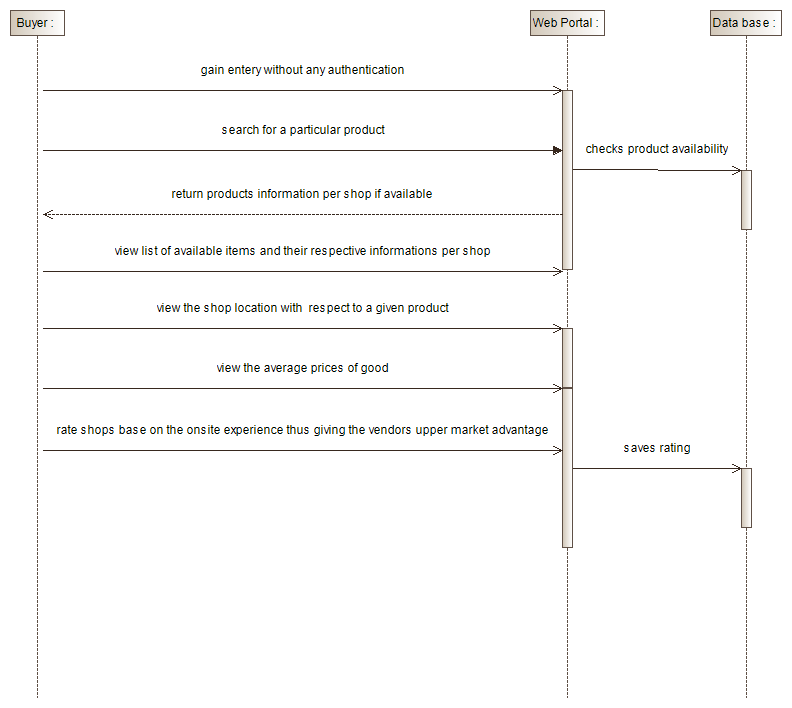 Buyer :
Web Portal :
Data base :
gain entery without any authentication
search for a particular product
checks product availability
return products information per shop if available
view list of available items and their respective informations per shop
view the shop location with respect to a given product
view the average prices of good
rate shops base on the onsite experience thus giving the vendors upper market advantage
saves rating